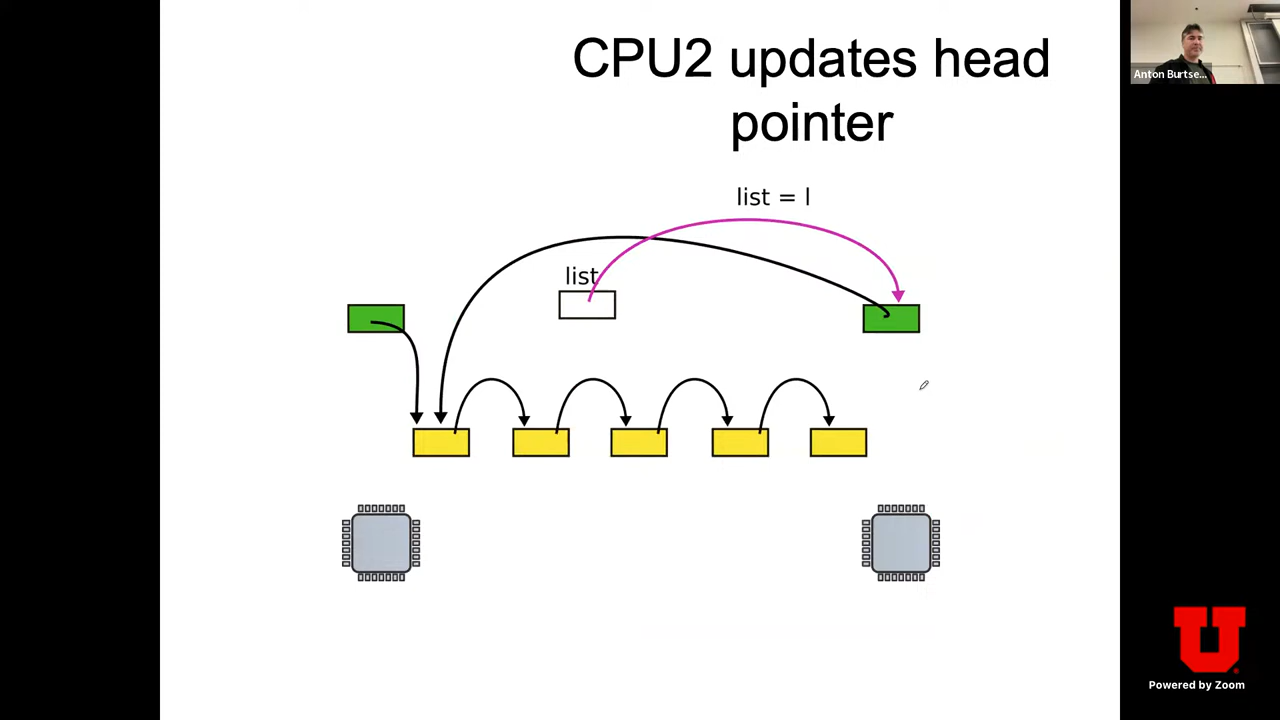 CPU2 updates head
pointer
list = l
list
Anton Burtse...
U
Powered by Zoom